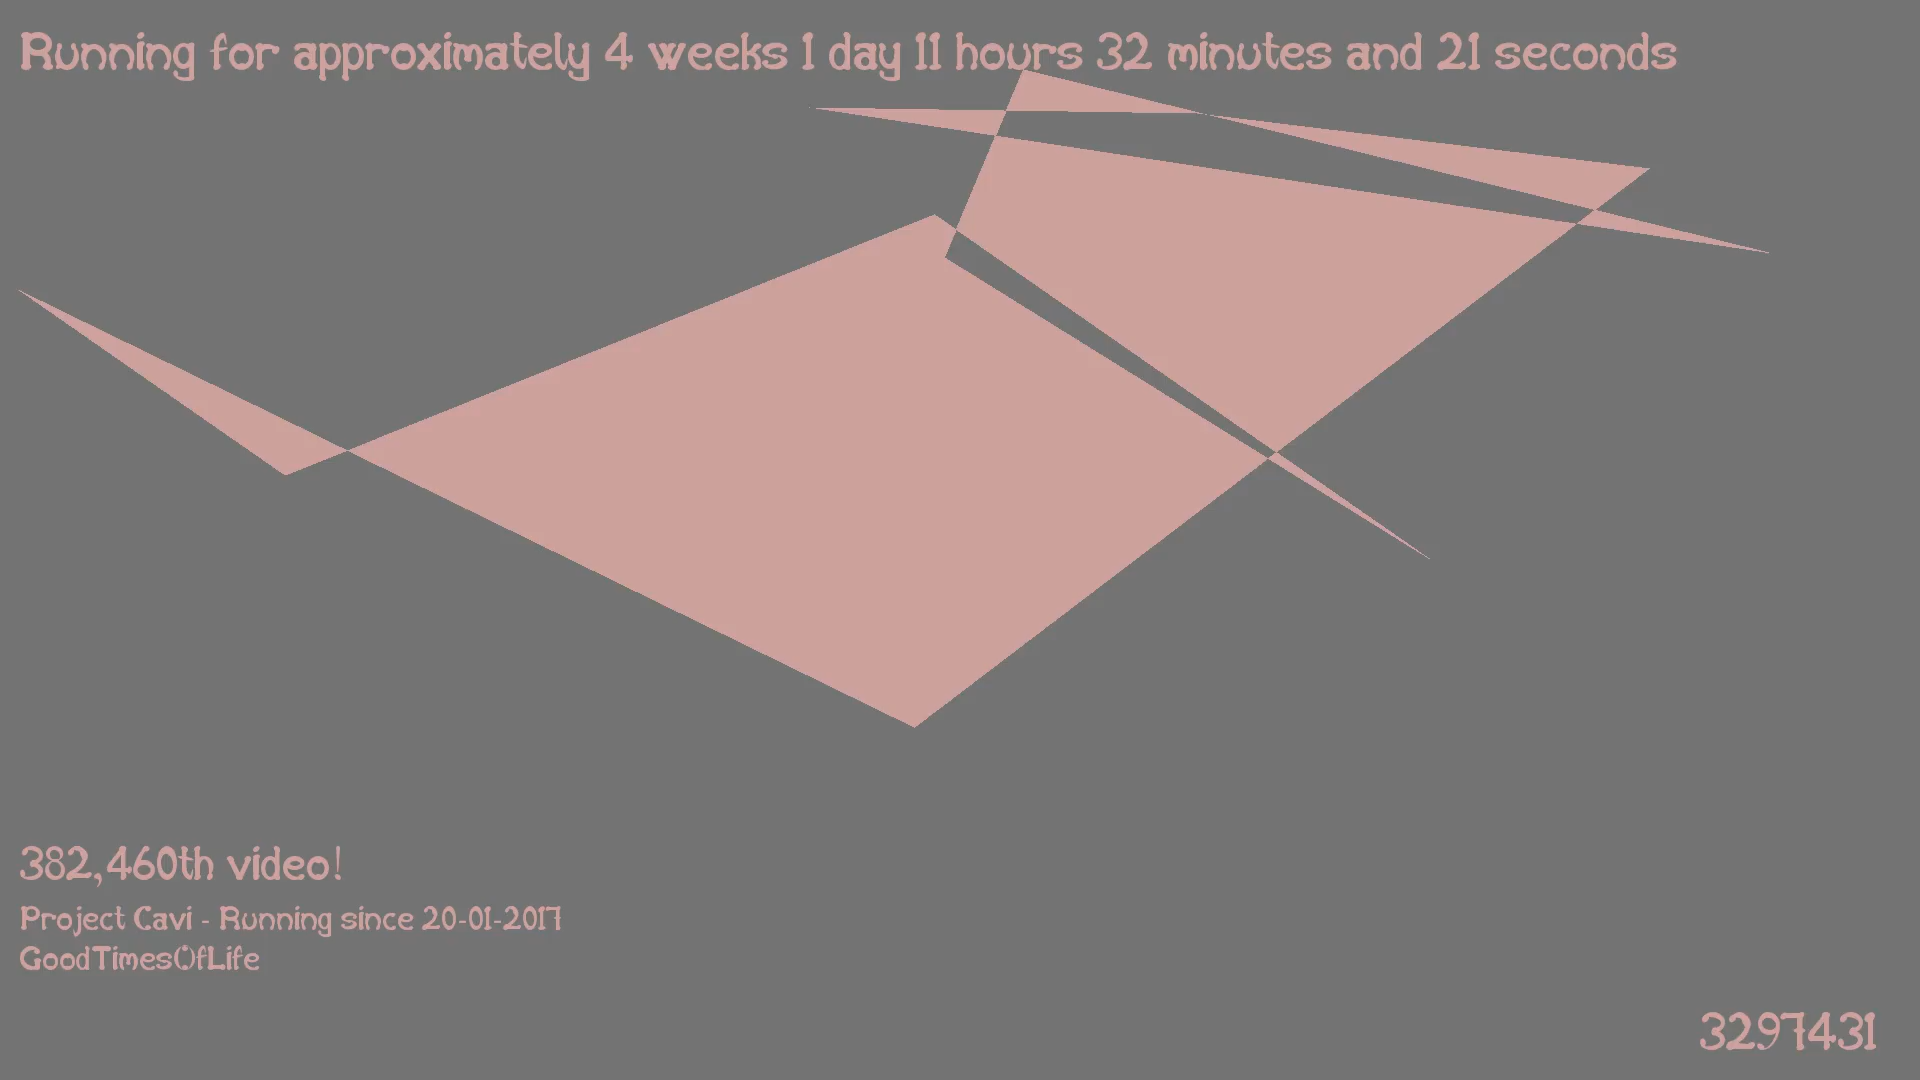 Running for approximately 4 weeks 1 day 11 hours 32 minutes and 21 seconds
382,460th video!
Project Cavi - Running since 20-01-2017
GoodTimesOfLife
3297431